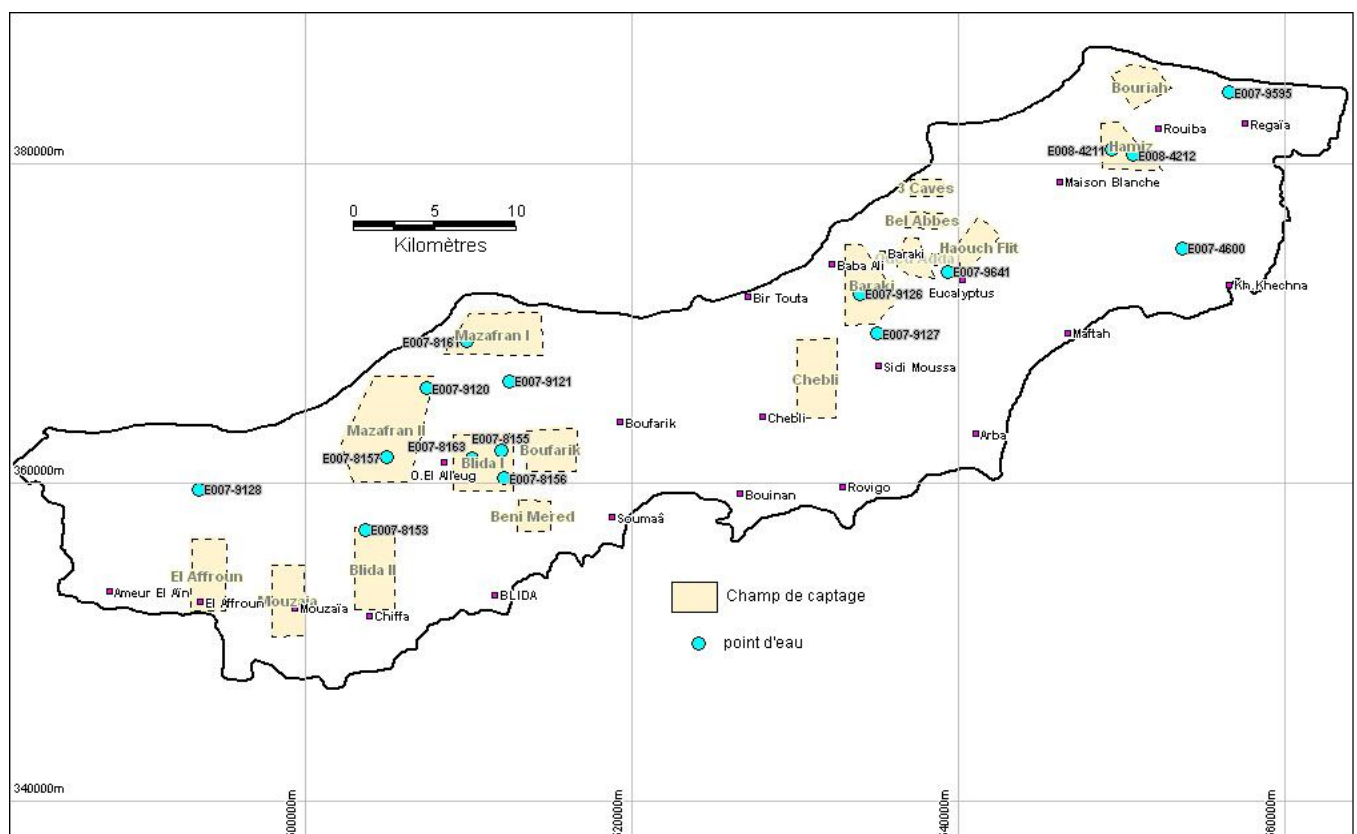 Bouriah
E007-9595
Regaïa
Rouiba
E008-4211
Hamiz
E008-4212
380000m
Maison Blanche
3 Caves
0 5 10
Kilomètres
Bel Abbes
Haouch Flit
Baraki
E007-4600
Baba Ali
E007-9641
Baraki
E007-9126
Eucalyptus
Kh Khechna
Bir Touta
Mazafran I
E007-8161
E007-9127
Maftah
Sidi Moussa
Chebli
E007-9120
E007-9121
Chebli
Boufarik
Mazafran II
E007-8155
E007-8163
Boufarik
Arba
E007-8157
Blida I
O.El Alleug
E007-8156
360000m
E007-9128
Bouinan
Rovigo
Beni Mered
Soumaâ
E007-8153
El Affroun
Blida II
Ameur El Aïn
El Affroun
Mouzaia
Mouzaïa
Chiffa
BLIDA
Champ de captage
point d'eau
340000m